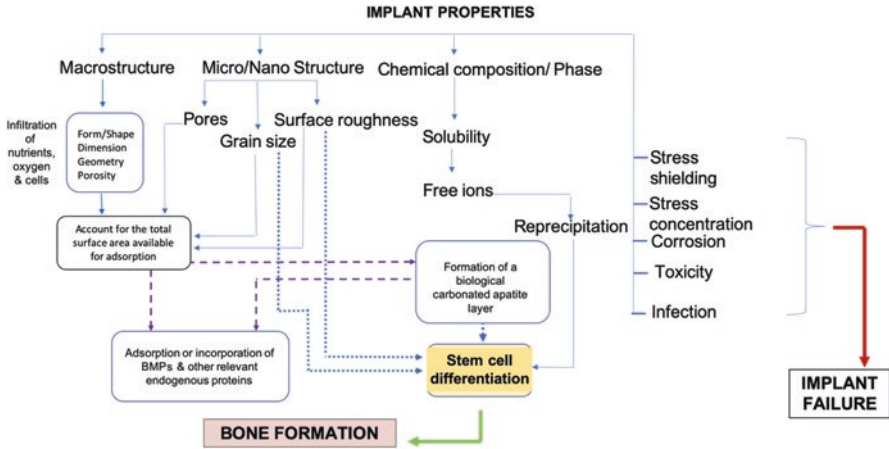 IMPLANT PROPERTIES
Macrostructure
Micro/Nano Structure
Chemical composition/ Phase
Infiltration
of
nutrients,
oxygen
& cells
Form/Shape
Dimension
Geometry
Porosity
Pores
Grain size
Surface roughness
Solubility
Free ions
Reprecipitation
Account for the total
surface area available
for adsorption
Formation of a
biological
carbonated apatite
layer
Adsorption or incorporation of
BMPs & other relevant
endogenous proteins
Stem cell
differentiation
BONE FORMATION
Stress
shielding
Stress
concentration
Corrosion
Toxicity
Infection
IMPLANT
FAILURE